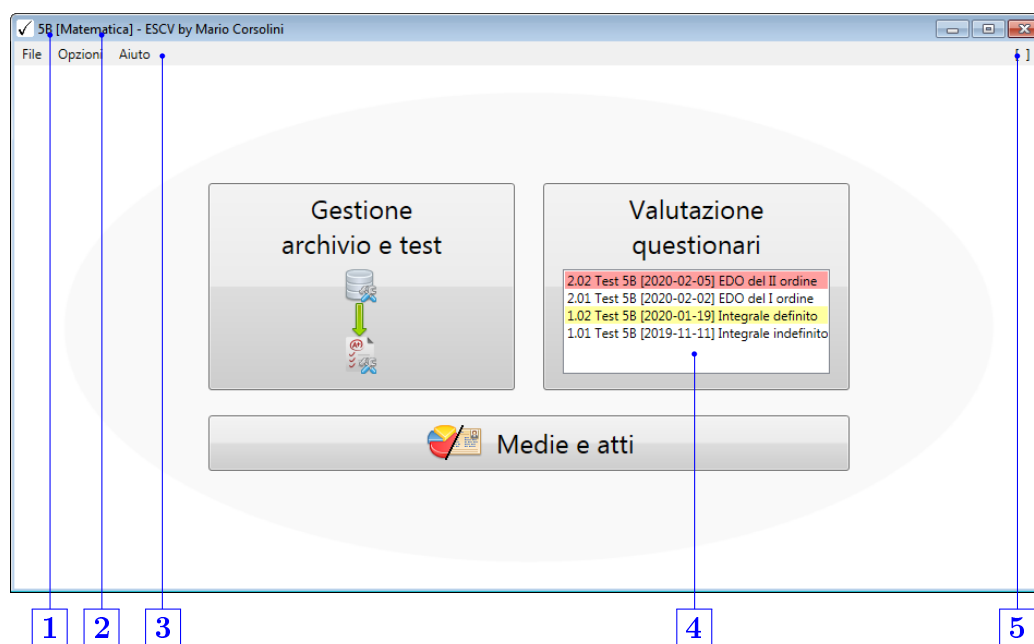 5B [Matematica] - ESCV by Mario Corsolini
File Opzioni Aiuto [ ]
Gestione
archivio e test
Valutazione
questionari
2.02 Test 5B [2020-02-05] EDO del II ordine
2.01 Test 5B [2020-02-02] EDO del I ordine
1.02 Test 5B [2020-01-19] Integrale definito
1.01 Test 5B [2019-11-11] Integrale indefinito
A+
Medie e atti
1 2 3 4 5